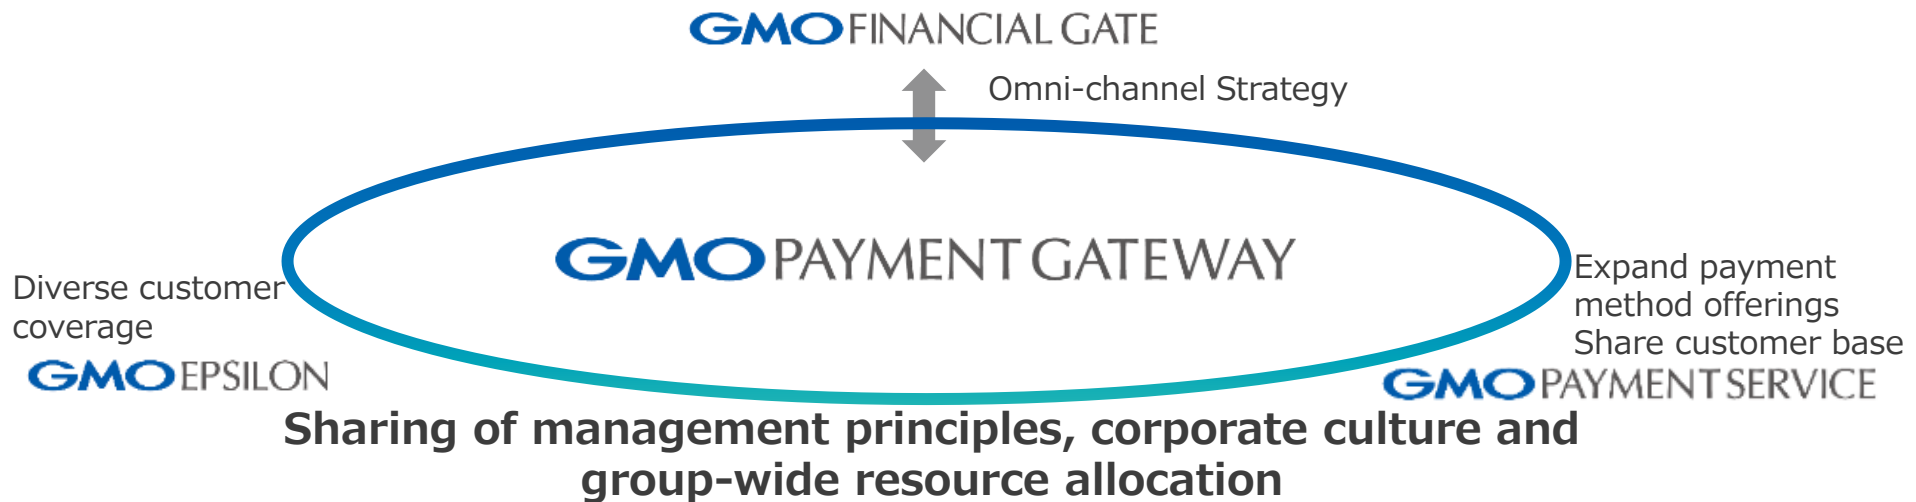 GMO FINANCIAL GATE
Omni-channel Strategy
GMO PAYMENT GATEWAY
Diverse customer
coverage
GMO EPSILON
Expand payment
method offerings
Share customer base
GMO PAYMENT SERVICE
Sharing of management principles, corporate culture and
group-wide resource allocation